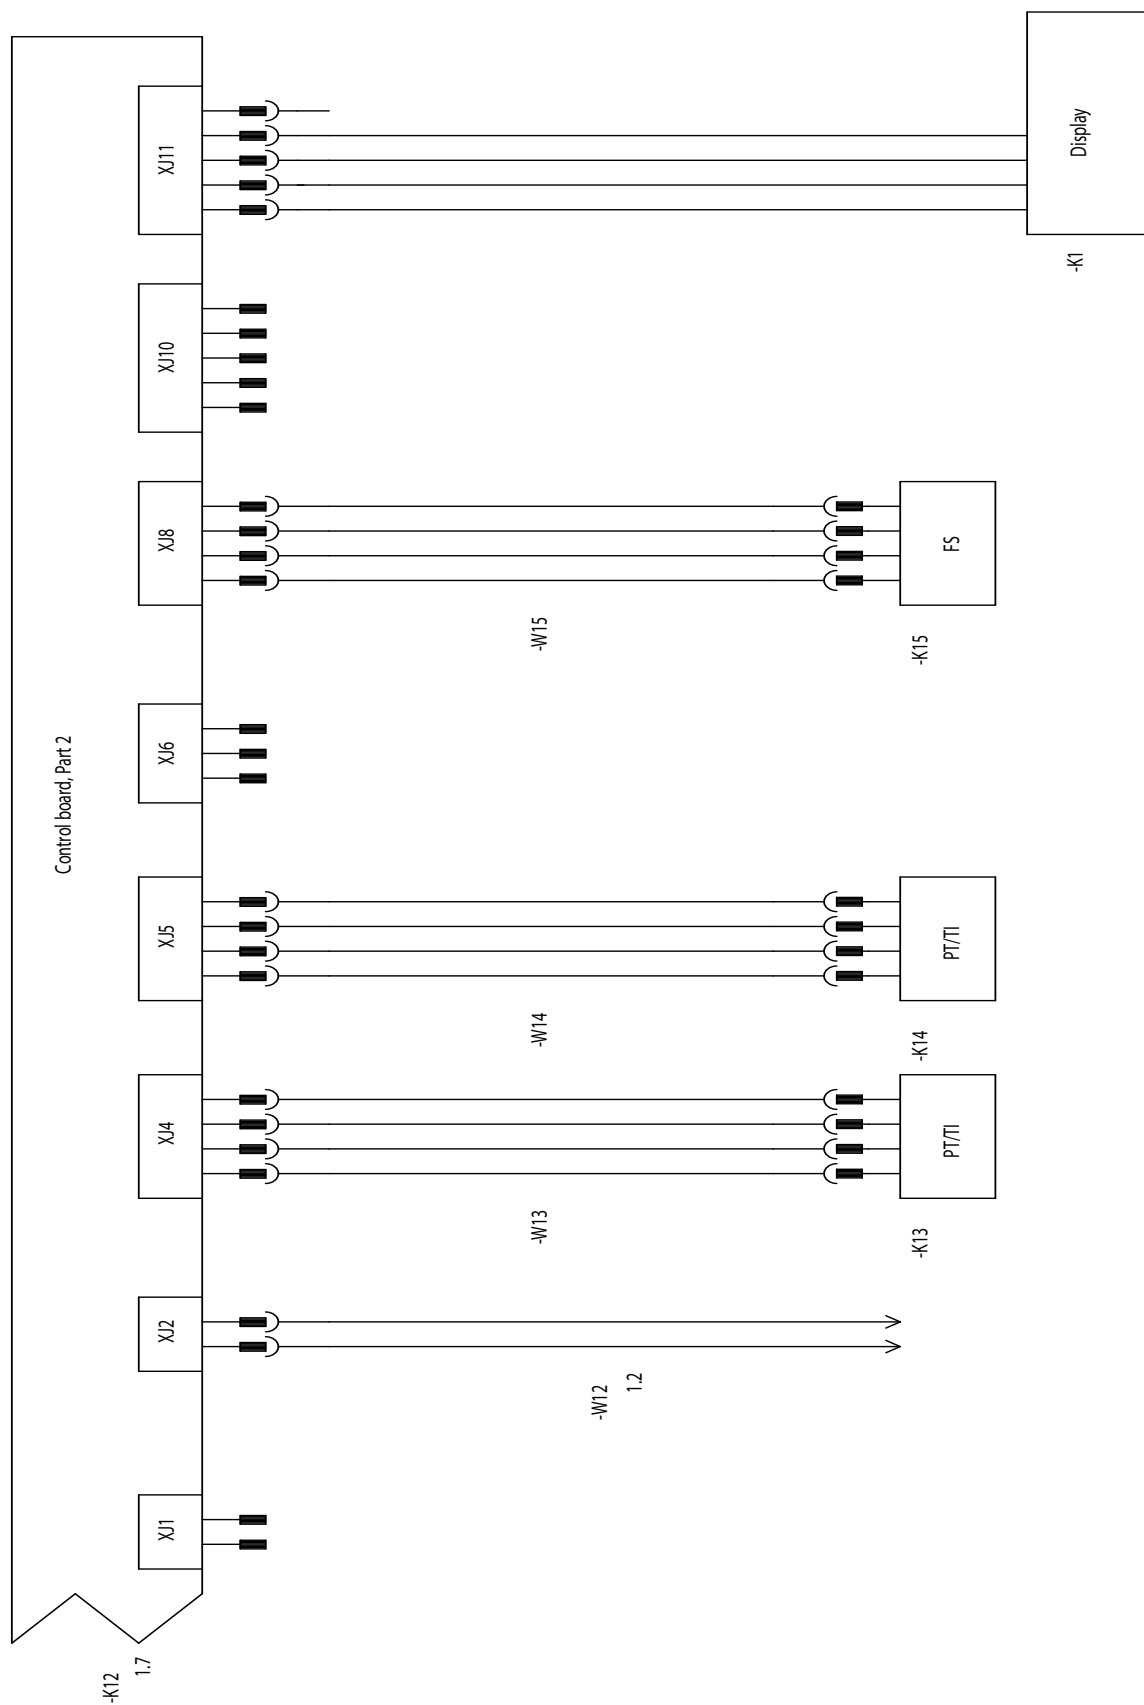 -K12
1.7
Control board, Part 2
XJ1
XJ2
XJ4
XJ5
XJ6
XJ8
XJ10
XJ11
-W12
1.2
-W13
-W14
-W15
-K13
PT/TI
-K14
PT/TI
-K15
FS
-K1
Display